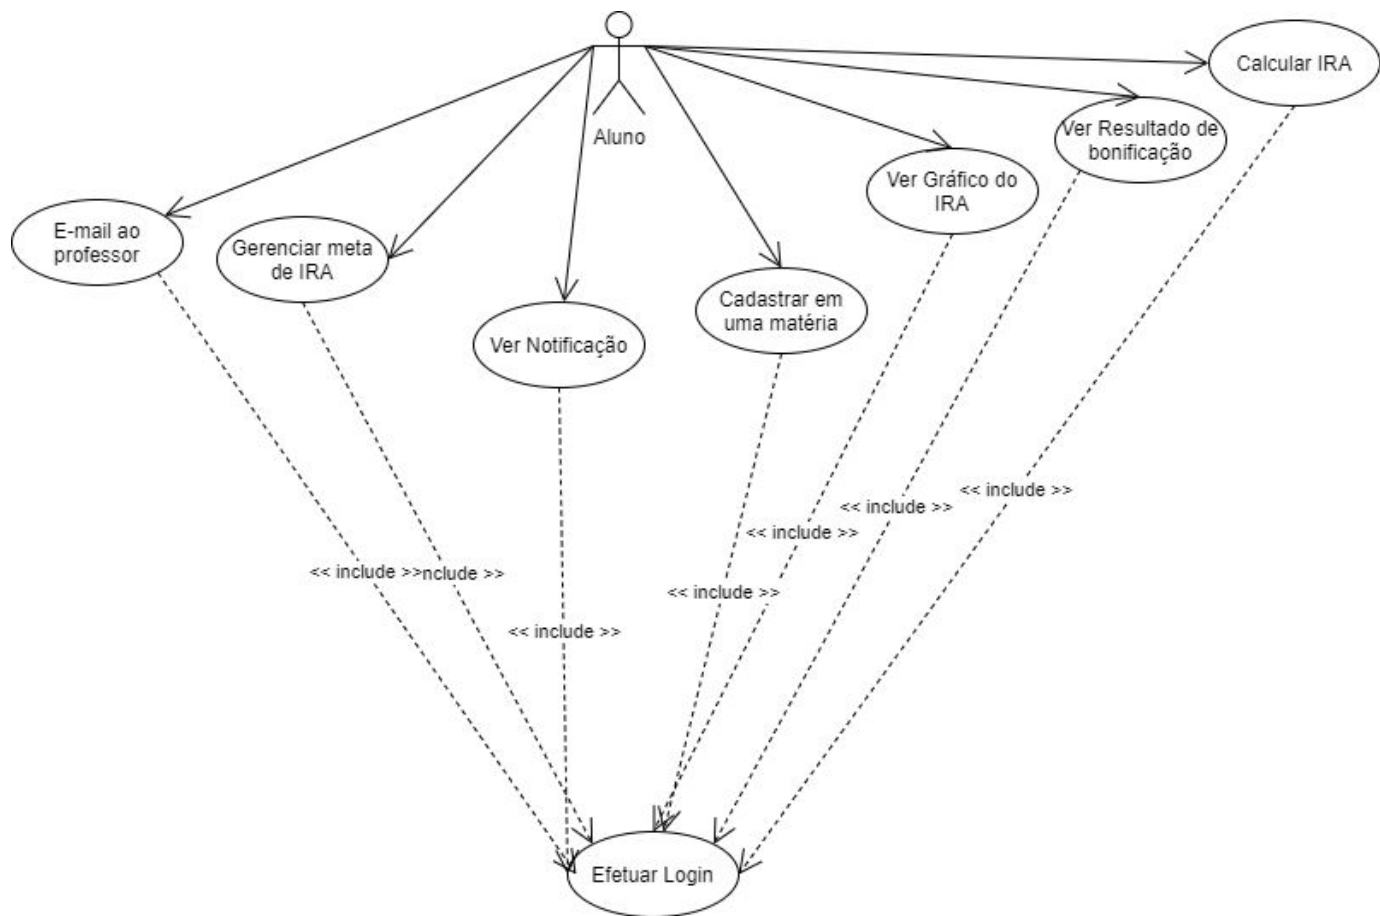 Calcular IRA
Ver Resultado de
bonificação
Aluno
Ver Gráfico do
IRA
E-mail ao
professor
Gerenciar meta
de IRA
Cadastrar em
uma matéria
Ver Notificação
<< include >>
<< include >>
<< include >>
<< include >>nclude >>
<< include >>
<< include >>
Efetuar Login